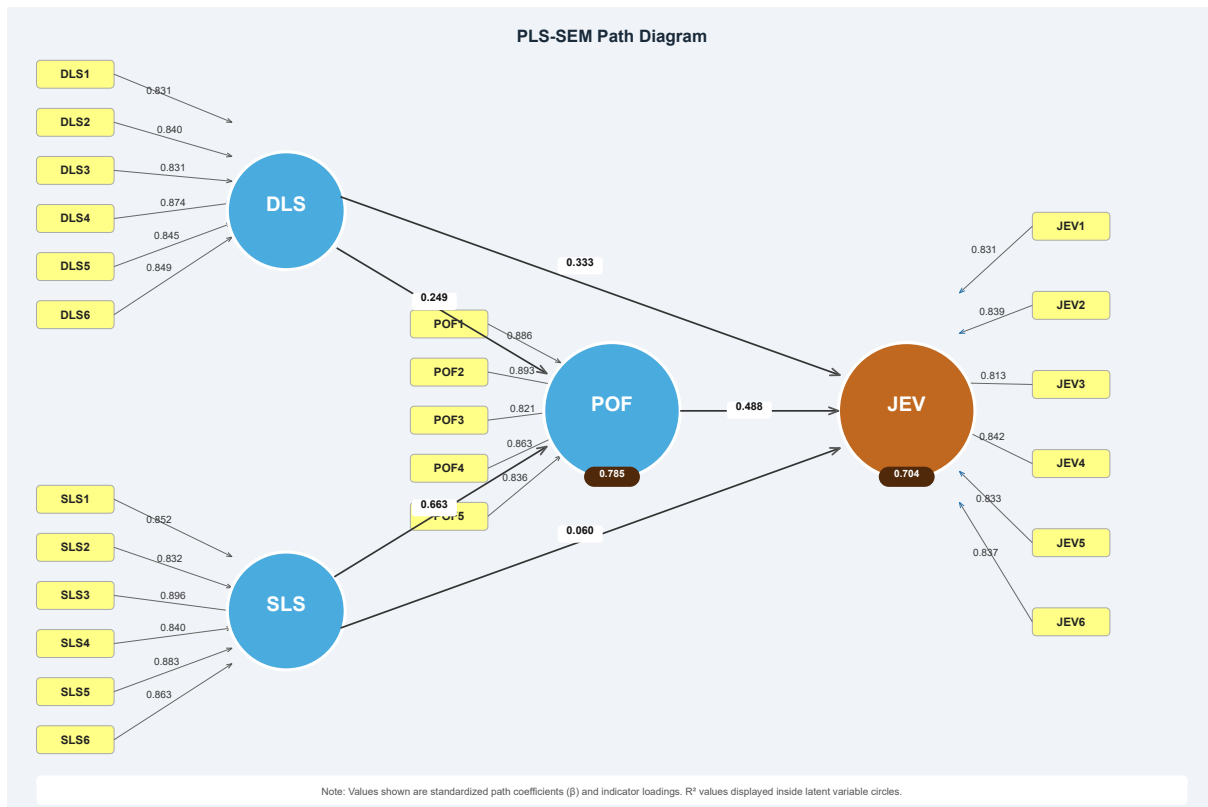 PLS-SEM Path Diagram
DLS1
0.831
DLS2
0.840
DLS3
0.831
DLS4
0.874
DLS5
0.845
DLS6
0.849
DLS
0.333
0.249
POF1
0.886
POF2
0.893
POF3
0.821
POF4
0.863
POF5
0.836
0.663
POF
0.785
0.488
0.060
JEV
0.704
JEV1
0.831
JEV2
0.839
JEV3
0.813
JEV4
0.842
JEV5
0.833
JEV6
0.837
SLS1
0.852
SLS2
0.832
SLS3
0.896
SLS4
0.840
SLS5
0.883
SLS6
0.863
SLS
Note: Values shown are standardized path coefficients (β) and indicator loadings. R² values displayed inside latent variable circles.